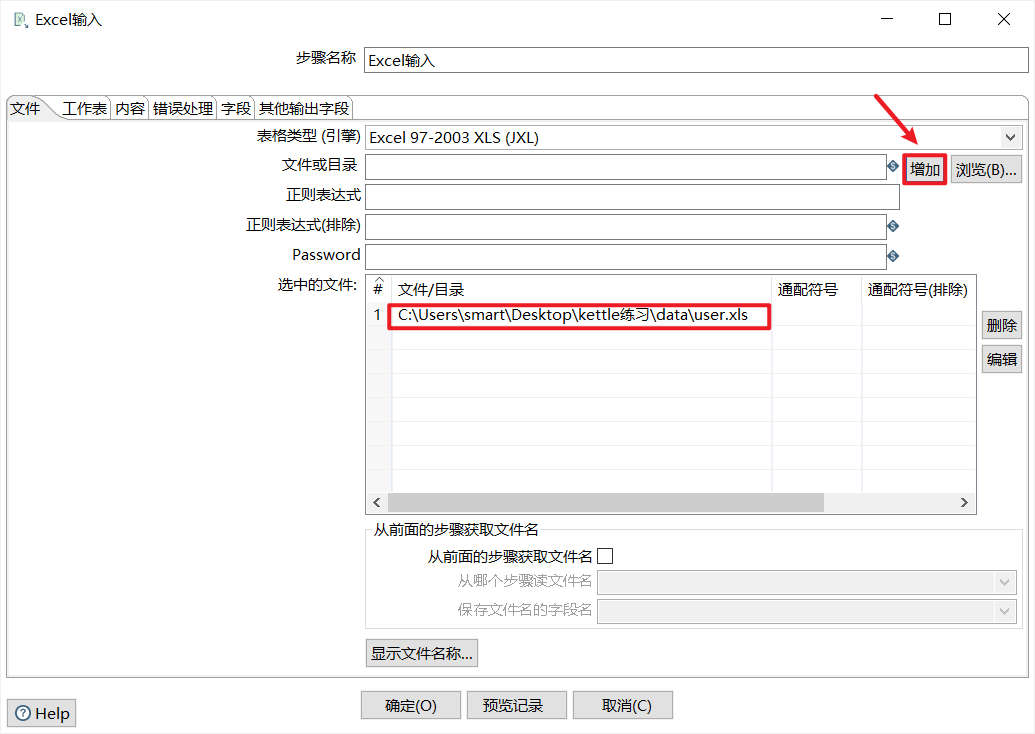 Excel输入
步骤名称 Excel输入
文件 工作表 内容 错误处理 字段 其他输出字段
表格类型 (引擎) Excel 97-2003 XLS (JXL)
文件或目录 增加 浏览(B)...
正则表达式
正则表达式(排除)
Password
选中的文件: # 文件/目录 通配符号 通配符号(排除)
1 C:\Users\smart\Desktop\kettle练习\data\user.xls
删除
编辑
从前面的步骤获取文件名
从前面的步骤获取文件名
从哪个步骤读文件名
保存文件名的字段名
显示文件名称...
确定(O) 预览记录 取消(C)
Help